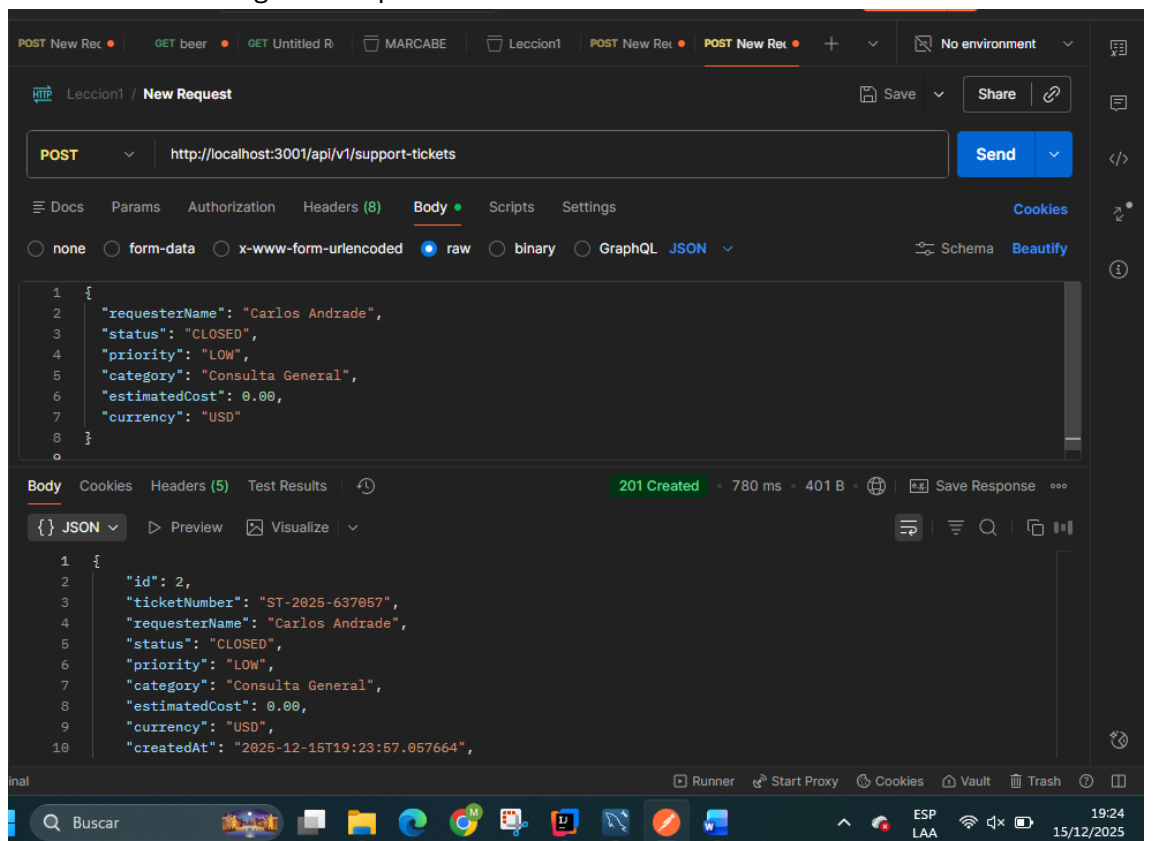 POST New Rec GET beer GET Untitled R MARCABE Leccion1 POST New Rec POST New Rec No environment
HTTP Leccion1 / New Request Save Share
POST http://localhost:3001/api/v1/support-tickets Send
Docs Params Authorization Headers (8) Body Scripts Settings Cookies
none form-data x-www-form-urlencoded raw binary GraphQL JSON Schema Beautify
1 {
2 "requesterName": "Carlos Andrade",
3 "status": "CLOSED",
4 "priority": "LOW",
5 "category": "Consulta General",
6 "estimatedCost": 0.00,
7 "currency": "USD"
8 }
9
Body Cookies Headers (5) Test Results 201 Created 780 ms 401 B e.g. Save Response
{} JSON Preview Visualize
1 {
2 "id": 2,
3 "ticketNumber": "ST-2025-637057",
4 "requesterName": "Carlos Andrade",
5 "status": "CLOSED",
6 "priority": "LOW",
7 "category": "Consulta General",
8 "estimatedCost": 0.00,
9 "currency": "USD",
10 "createdAt": "2025-12-15T19:23:57.057664",
inal Runner Start Proxy Cookies Vault Trash
Buscar ESP 19:24
LAA 15/12/2025